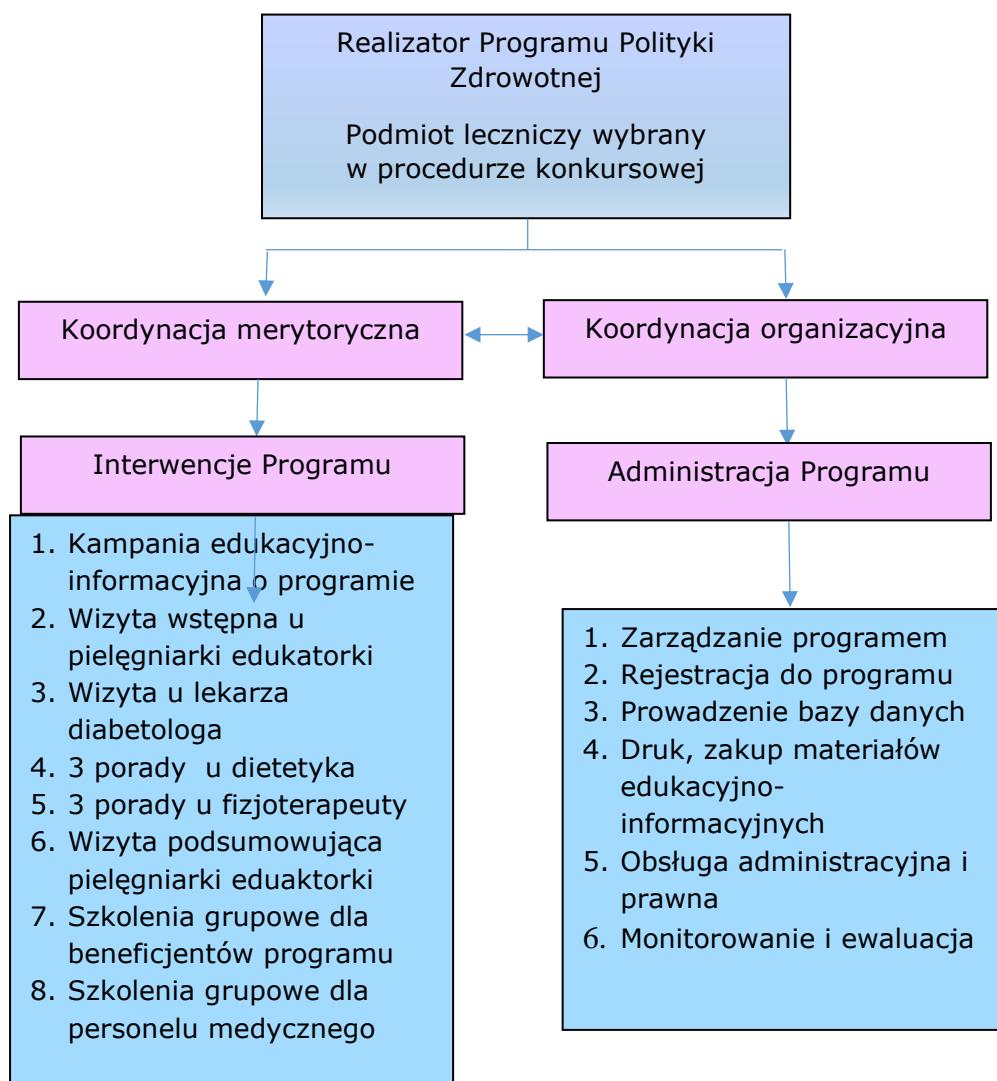 Realizator Programu Polityki
Zdrowotnej
Podmiot leczniczy wybrany
w procedurze konkursowej
Koordynacja merytoryczna
Koordynacja organizacyjna
Interwencje Programu
Administracja Programu
1. Kampania edukacyjno-
informacyjna o programie
2. Wizyta wstępna u
pielęgniarki edukatorki
3. Wizyta u lekarza
diabetologa
4. 3 porady u dietetyka
5. 3 porady u fizjoterapeuty
6. Wizyta podsumowująca
pielęgniarki eduaktorki
7. Szkolenia grupowe dla
beneficjentów programu
8. Szkolenia grupowe dla
personelu medycznego
1. Zarządzanie programem
2. Rejestracja do programu
3. Prowadzenie bazy danych
4. Druk, zakup materiałów
edukacyjno-
informacyjnych
5. Obsługa administracyjna i
prawna
6. Monitorowanie i ewaluacja